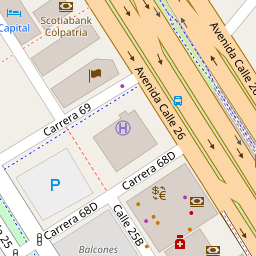 Scotiabank
Colpatria
Capital
Avenida Calle 26
Avenida Calle 26
Carrera 69
H
Carrera 68D
P
Carrera 68D
Calle 25B
Balcones